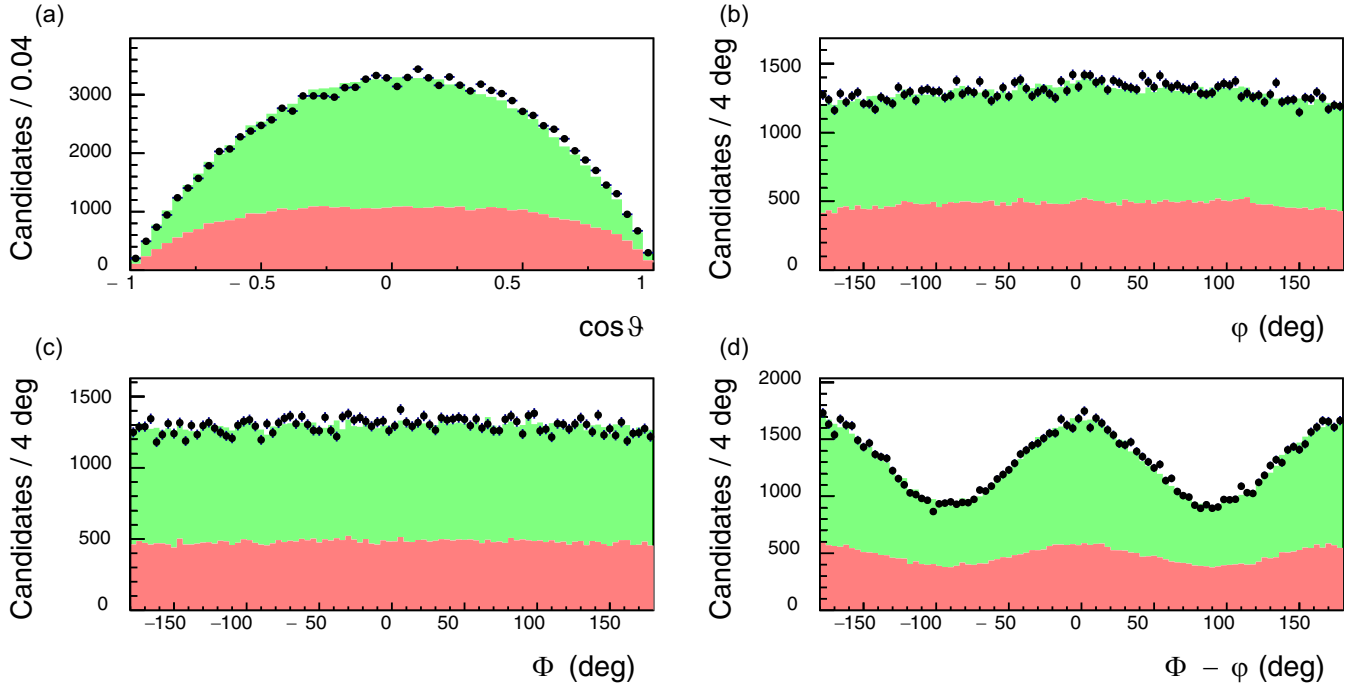 (a)
Candidates / 0.04
3000
2000
1000
0
− 1 − 0.5 0 0.5 1
cos ϑ
(b)
Candidates / 4 deg
1500
1000
500
0
−150 −100 − 50 0 50 100 150
φ (deg)
(c)
Candidates / 4 deg
1500
1000
500
0
−150 −100 − 50 0 50 100 150
Φ (deg)
(d)
Candidates / 4 deg
2000
1500
1000
500
0
−150 −100 − 50 0 50 100 150
Φ − φ (deg)